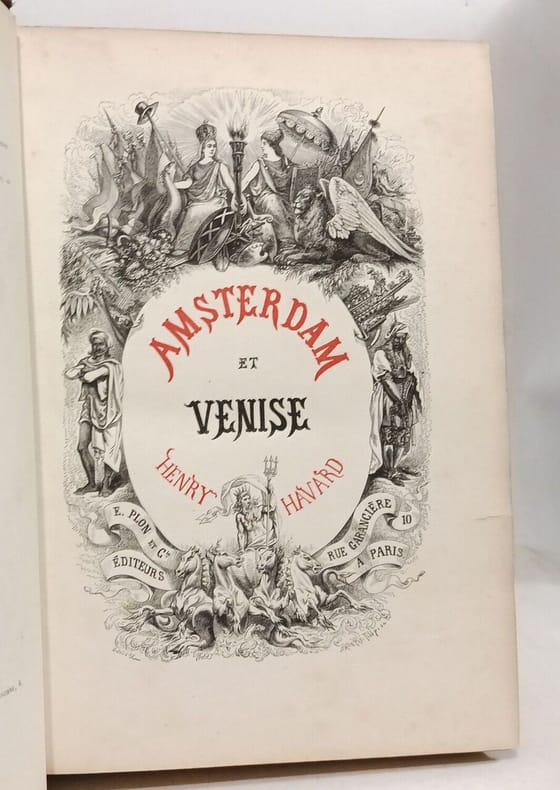 AMSTERDAM
ET
VENISE
HENRY HAVARD
E. PLON ET Cie
ÉDITEURS
RUE GARANCIÈRE 10
A PARIS